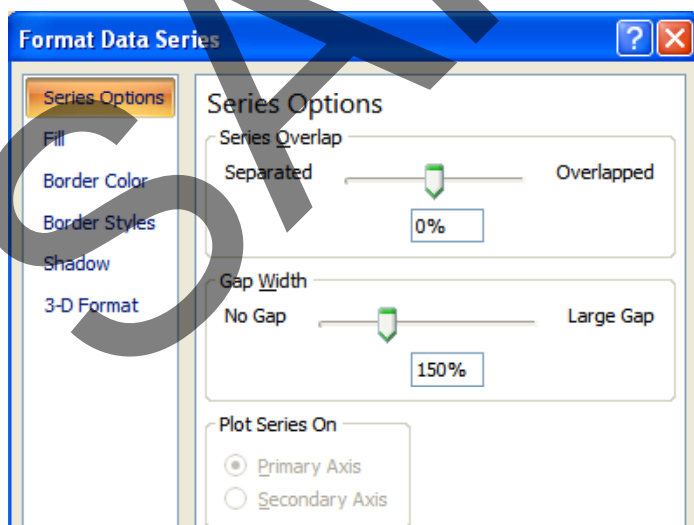 Format Data Series
?
Series Options
Fill
Border Color
Border Styles
Shadow
3-D Format
Series Options
Series Overlap
Separated Overlapped
0%
Gap Width
No Gap Large Gap
150%
Plot Series On
Primary Axis
Secondary Axis